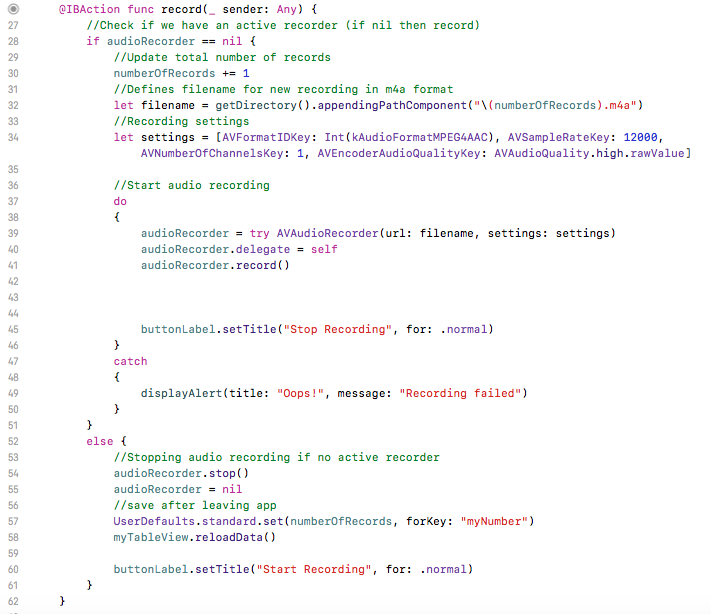 @IBAction func record(_ sender: Any) {
27 //Check if we have an active recorder (if nil then record)
28 if audioRecorder == nil {
29 //Update total number of records
30 numberOfRecords += 1
31 //Defines filename for new recording in m4a format
32 let filename = getDirectory().appendingPathComponent("\(numberOfRecords).m4a")
33 //Recording settings
34 let settings = [AVFormatIDKey: Int(kAudioFormatMPEG4AAC), AVSampleRateKey: 12000,
AVNumberOfChannelsKey: 1, AVEncoderAudioQualityKey: AVAudioQuality.high.rawValue]
35
36 //Start audio recording
37 do
38 {
39 audioRecorder = try AVAudioRecorder(url: filename, settings: settings)
40 audioRecorder.delegate = self
41 audioRecorder.record()
42
43
44
45 buttonLabel.setTitle("Stop Recording", for: .normal)
46 }
47 catch
48 {
49 displayAlert(title: "Oops!", message: "Recording failed")
50 }
51 }
52 else {
53 //Stopping audio recording if no active recorder
54 audioRecorder.stop()
55 audioRecorder = nil
56 //save after leaving app
57 UserDefaults.standard.set(numberOfRecords, forKey: "myNumber")
58 myTableView.reloadData()
59
60 buttonLabel.setTitle("Start Recording", for: .normal)
61 }
62 }